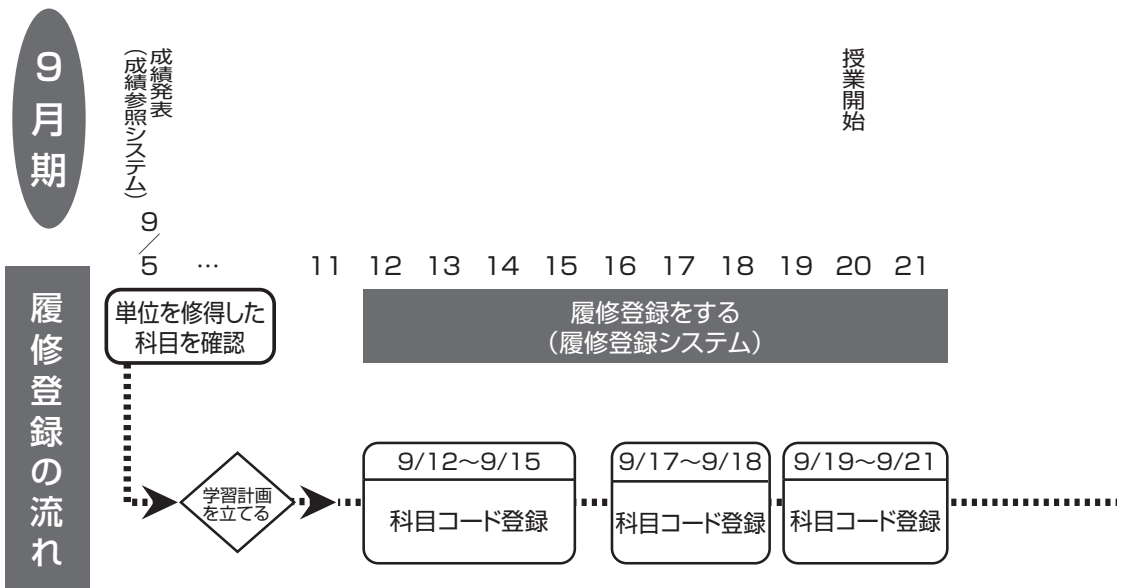 9月期
成績発表
（成績参照システム）
授業開始
9／5 … 11 12 13 14 15 16 17 18 19 20 21
履修登録の流れ
単位を修得した
科目を確認
履修登録をする
（履修登録システム）
学習計画
を立てる
9/12～9/15
科目コード登録
9/17～9/18
科目コード登録
9/19～9/21
科目コード登録